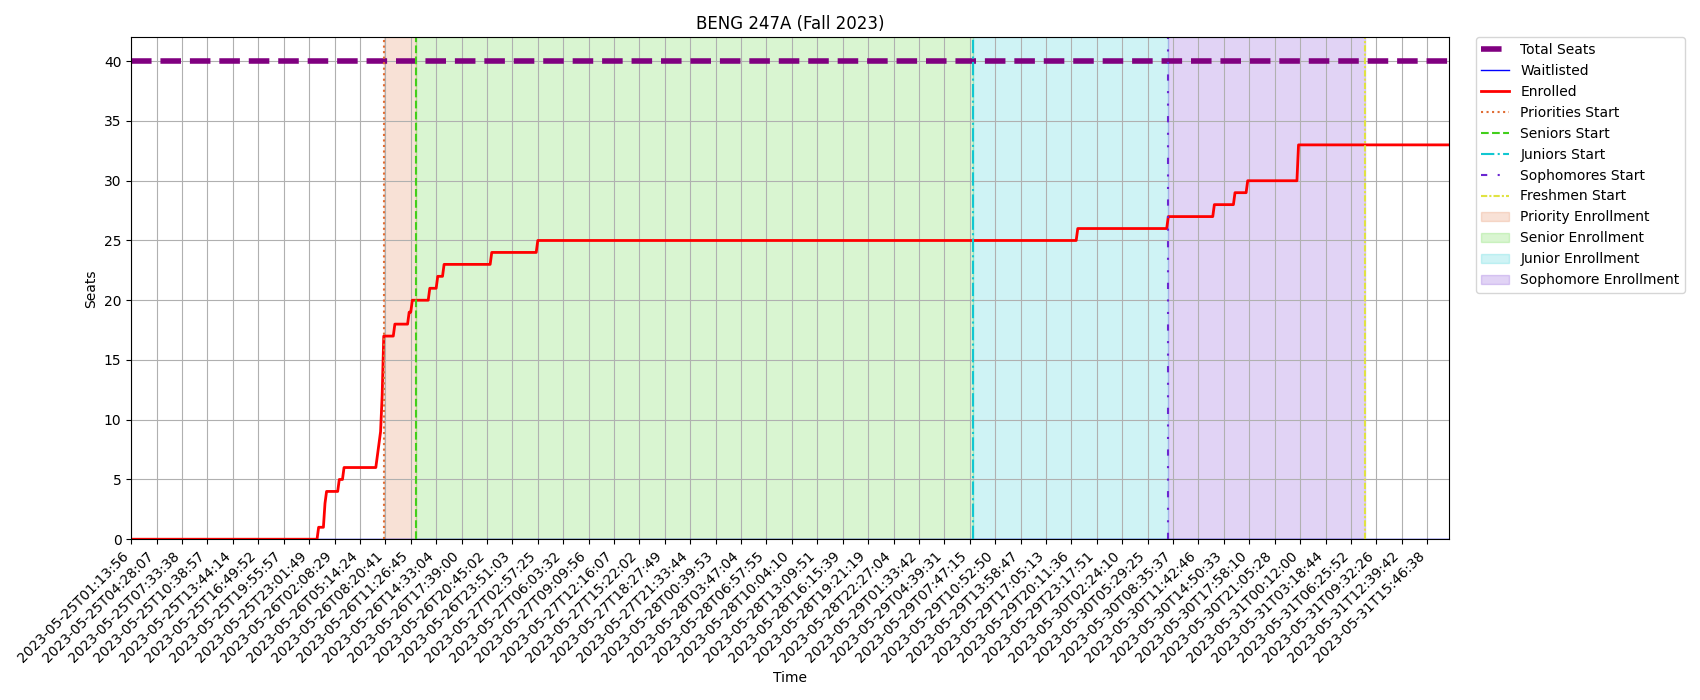 BENG 247A (Fall 2023)
Seats
40
35
30
25
20
15
10
5
0
2023-05-25T01:13:56
2023-05-25T04:28:07
2023-05-25T07:33:38
2023-05-25T10:38:57
2023-05-25T13:44:14
2023-05-25T16:49:52
2023-05-25T19:55:57
2023-05-25T23:01:49
2023-05-26T02:08:29
2023-05-26T05:14:24
2023-05-26T08:20:41
2023-05-26T11:26:45
2023-05-26T14:33:04
2023-05-26T17:39:00
2023-05-26T20:45:02
2023-05-26T23:51:03
2023-05-27T02:57:25
2023-05-27T06:03:32
2023-05-27T09:09:56
2023-05-27T12:16:07
2023-05-27T15:22:02
2023-05-27T18:27:49
2023-05-27T21:33:44
2023-05-28T00:39:53
2023-05-28T03:47:04
2023-05-28T06:57:55
2023-05-28T10:04:10
2023-05-28T13:09:51
2023-05-28T16:15:39
2023-05-28T19:21:19
2023-05-28T22:27:04
2023-05-29T01:33:42
2023-05-29T04:39:31
2023-05-29T07:47:15
2023-05-29T10:52:50
2023-05-29T13:58:47
2023-05-29T17:05:13
2023-05-29T20:11:36
2023-05-29T23:17:51
2023-05-30T02:24:10
2023-05-30T05:29:25
2023-05-30T08:35:37
2023-05-30T11:42:46
2023-05-30T14:50:33
2023-05-30T17:58:10
2023-05-30T21:05:28
2023-05-31T00:12:00
2023-05-31T03:18:44
2023-05-31T06:25:52
2023-05-31T09:32:26
2023-05-31T12:39:42
2023-05-31T15:46:38
Time
Total Seats
Waitlisted
Enrolled
Priorities Start
Seniors Start
Juniors Start
Sophomores Start
Freshmen Start
Priority Enrollment
Senior Enrollment
Junior Enrollment
Sophomore Enrollment